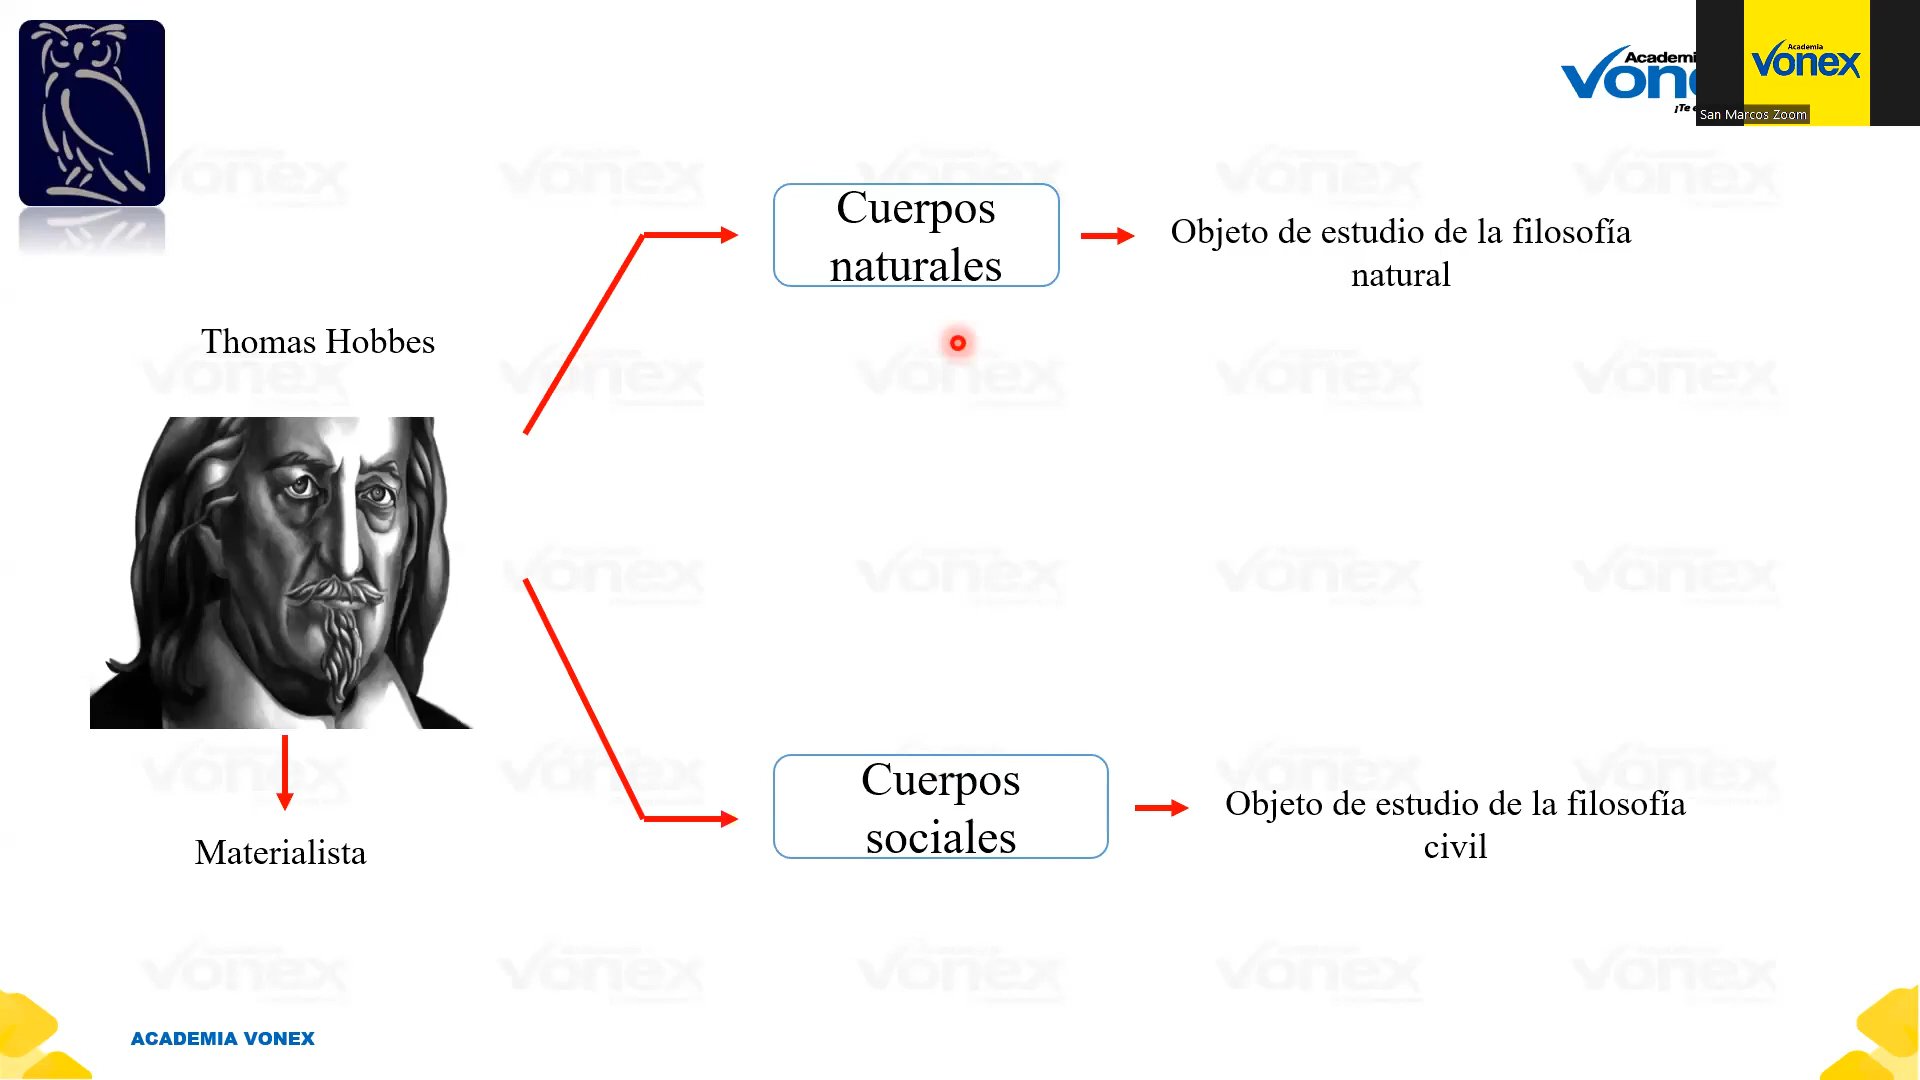 Academia
vonex
San Marcos Zoom
Cuerpos
naturales
Objeto de estudio de la filosofía
natural
Thomas Hobbes
Materialista
Cuerpos
sociales
Objeto de estudio de la filosofía
civil
ACADEMIA VONEX